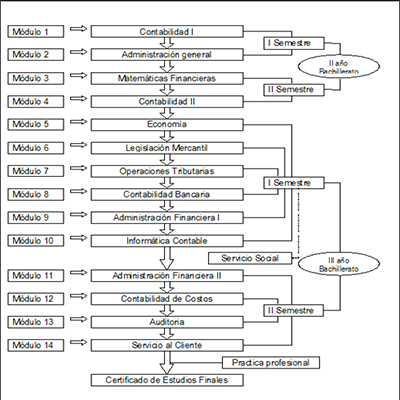 Módulo 1
Contabilidad I
I Semestre
Módulo 2
Administración general
II año
Bachillerato
Módulo 3
Matemáticas Financieras
II Semestre
Módulo 4
Contabilidad II
Módulo 5
Economía
Módulo 6
Legislación Mercantil
Módulo 7
Operaciones Tributarias
I Semestre
Módulo 8
Contabilidad Bancaria
Módulo 9
Administración Financiera I
Módulo 10
Informática Contable
Servicio Social
III año
Bachillerato
Módulo 11
Administración Financiera II
Módulo 12
Contabilidad de Costos
II Semestre
Módulo 13
Auditoria
Módulo 14
Servicio al Cliente
Practica profesional
Certificado de Estudios Finales